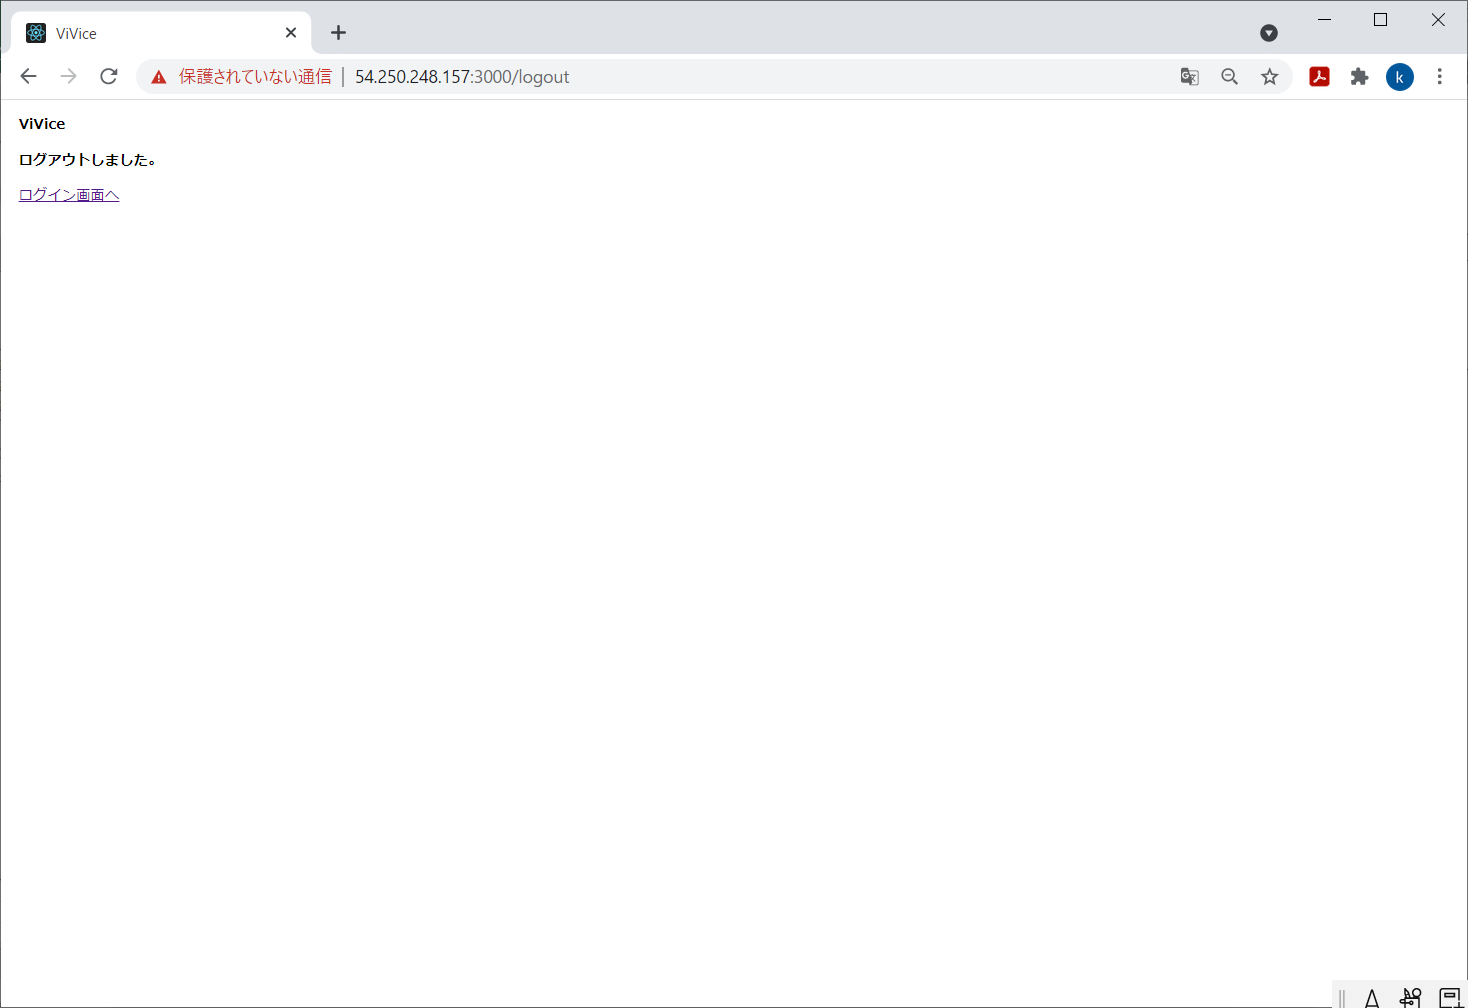 ViVice
保護されていない通信 | 54.250.248.157:3000/logout
k
ViVice
ログアウトしました。
ログイン画面へ
A